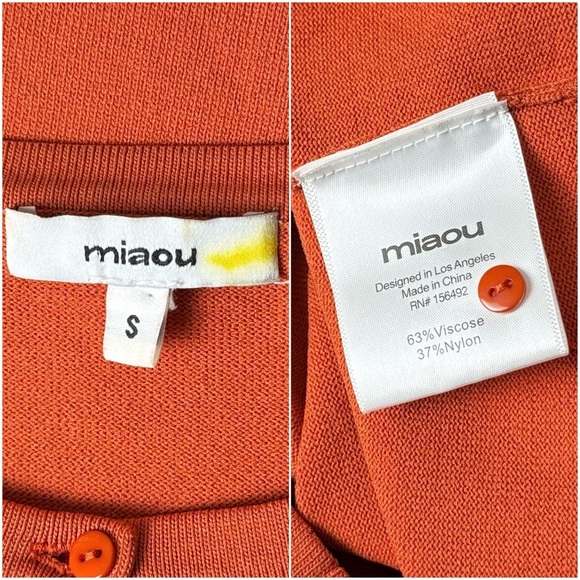 miaou
S
miaou
Designed in Los Angeles
Made in China
RN# 156492
63%Viscose
37%Nylon